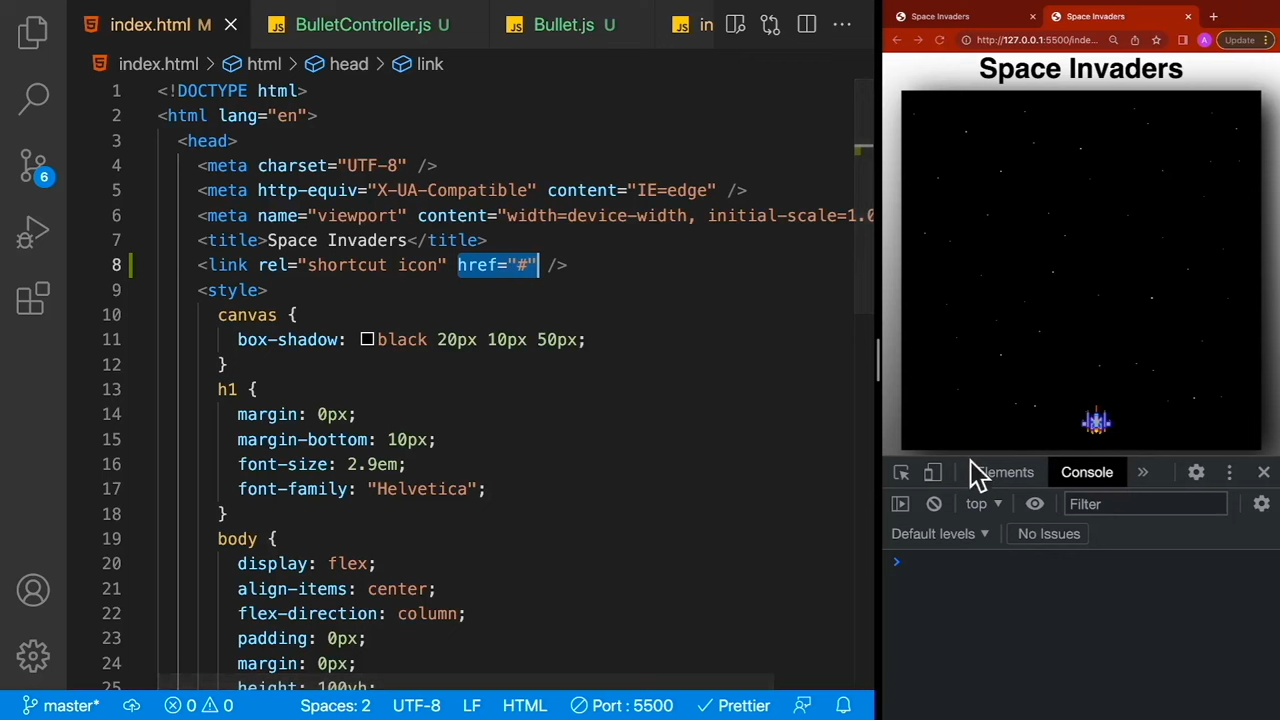 index.html M
BulletController.js U
Bullet.js U
in
index.html > html > head > link
1 <!DOCTYPE html>
2 <html lang="en">
3 <head>
4 <meta charset="UTF-8" />
5 <meta http-equiv="X-UA-Compatible" content="IE=edge" />
6 <meta name="viewport" content="width=device-width, initial-scale=1.0
7 <title>Space Invaders</title>
8 <link rel="shortcut icon" href="#" />
9 <style>
10 canvas {
11 box-shadow: black 20px 10px 50px;
12 }
13 h1 {
14 margin: 0px;
15 margin-bottom: 10px;
16 font-size: 2.9em;
17 font-family: "Helvetica";
18 }
19 body {
20 display: flex;
21 align-items: center;
22 flex-direction: column;
23 padding: 0px;
24 margin: 0px;
25 height: 100vh;
6
master*
0 0
Spaces: 2
UTF-8
LF
HTML
Port : 5500
Prettier
Space Invaders
Space Invaders
http://127.0.0.1:5500/inde...
A
Update
Space Invaders
Elements
Console
top
Filter
Default levels
No Issues